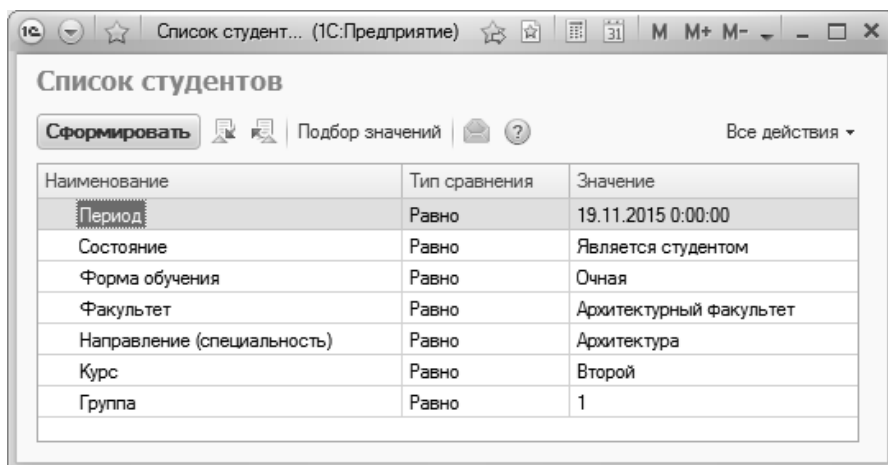 1С Список студент... (1С:Предприятие) 31 M M+ M-
Список студентов
Сформировать Подбор значений ? Все действия
Наименование Тип сравнения Значение
Период Равно 19.11.2015 0:00:00
Состояние Равно Является студентом
Форма обучения Равно Очная
Факультет Равно Архитектурный факультет
Направление (специальность) Равно Архитектура
Курс Равно Второй
Группа Равно 1